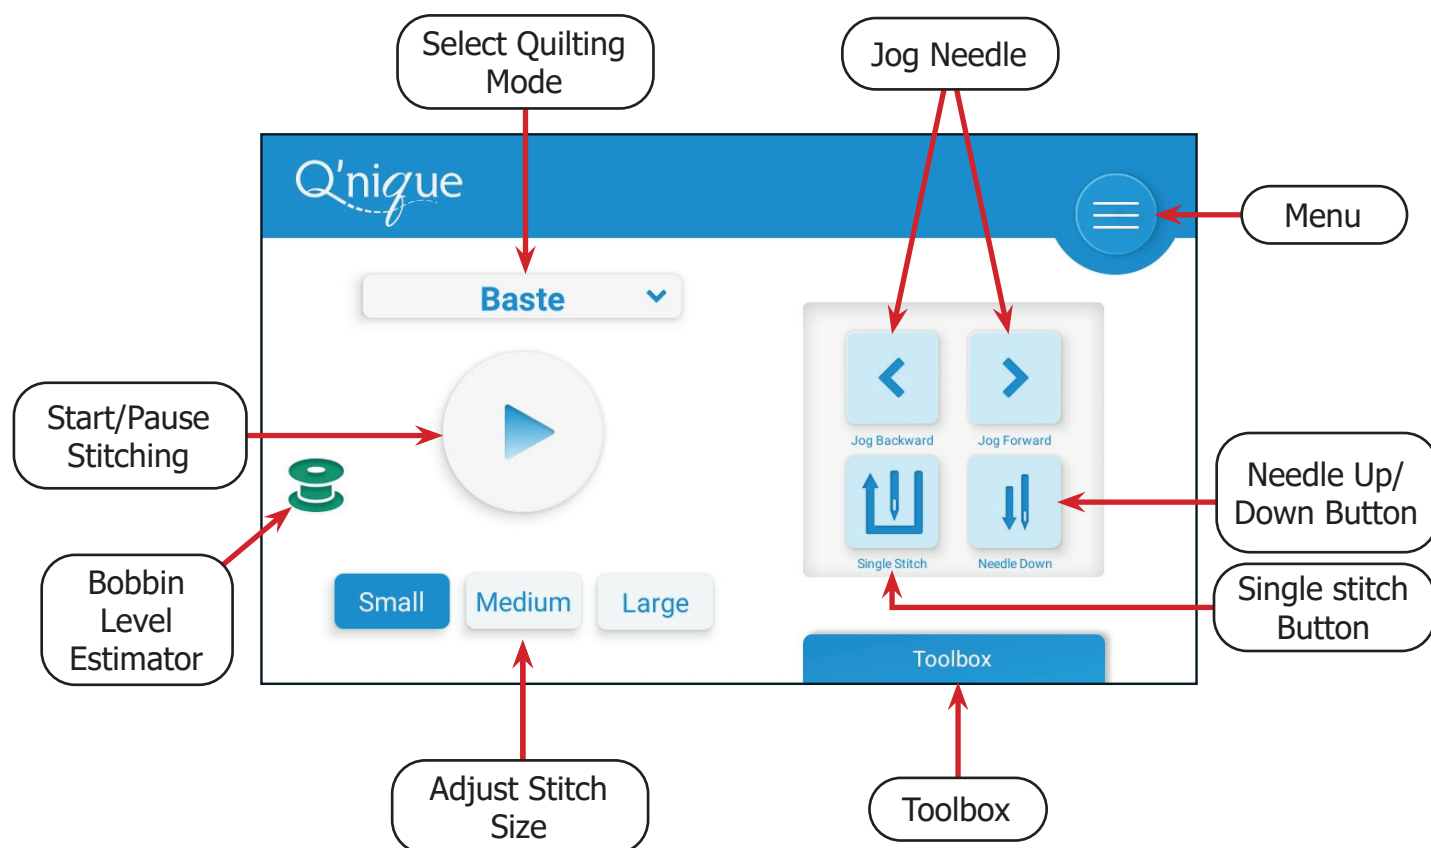 Select Quilting
Mode
Jog Needle
Q'nique
Menu
Baste
Start/Pause
Stitching
Jog Backward
Jog Forward
Needle Up/
Down Button
Single Stitch
Needle Down
Bobbin
Level
Estimator
Small
Medium
Large
Single stitch
Button
Toolbox
Adjust Stitch
Size
Toolbox